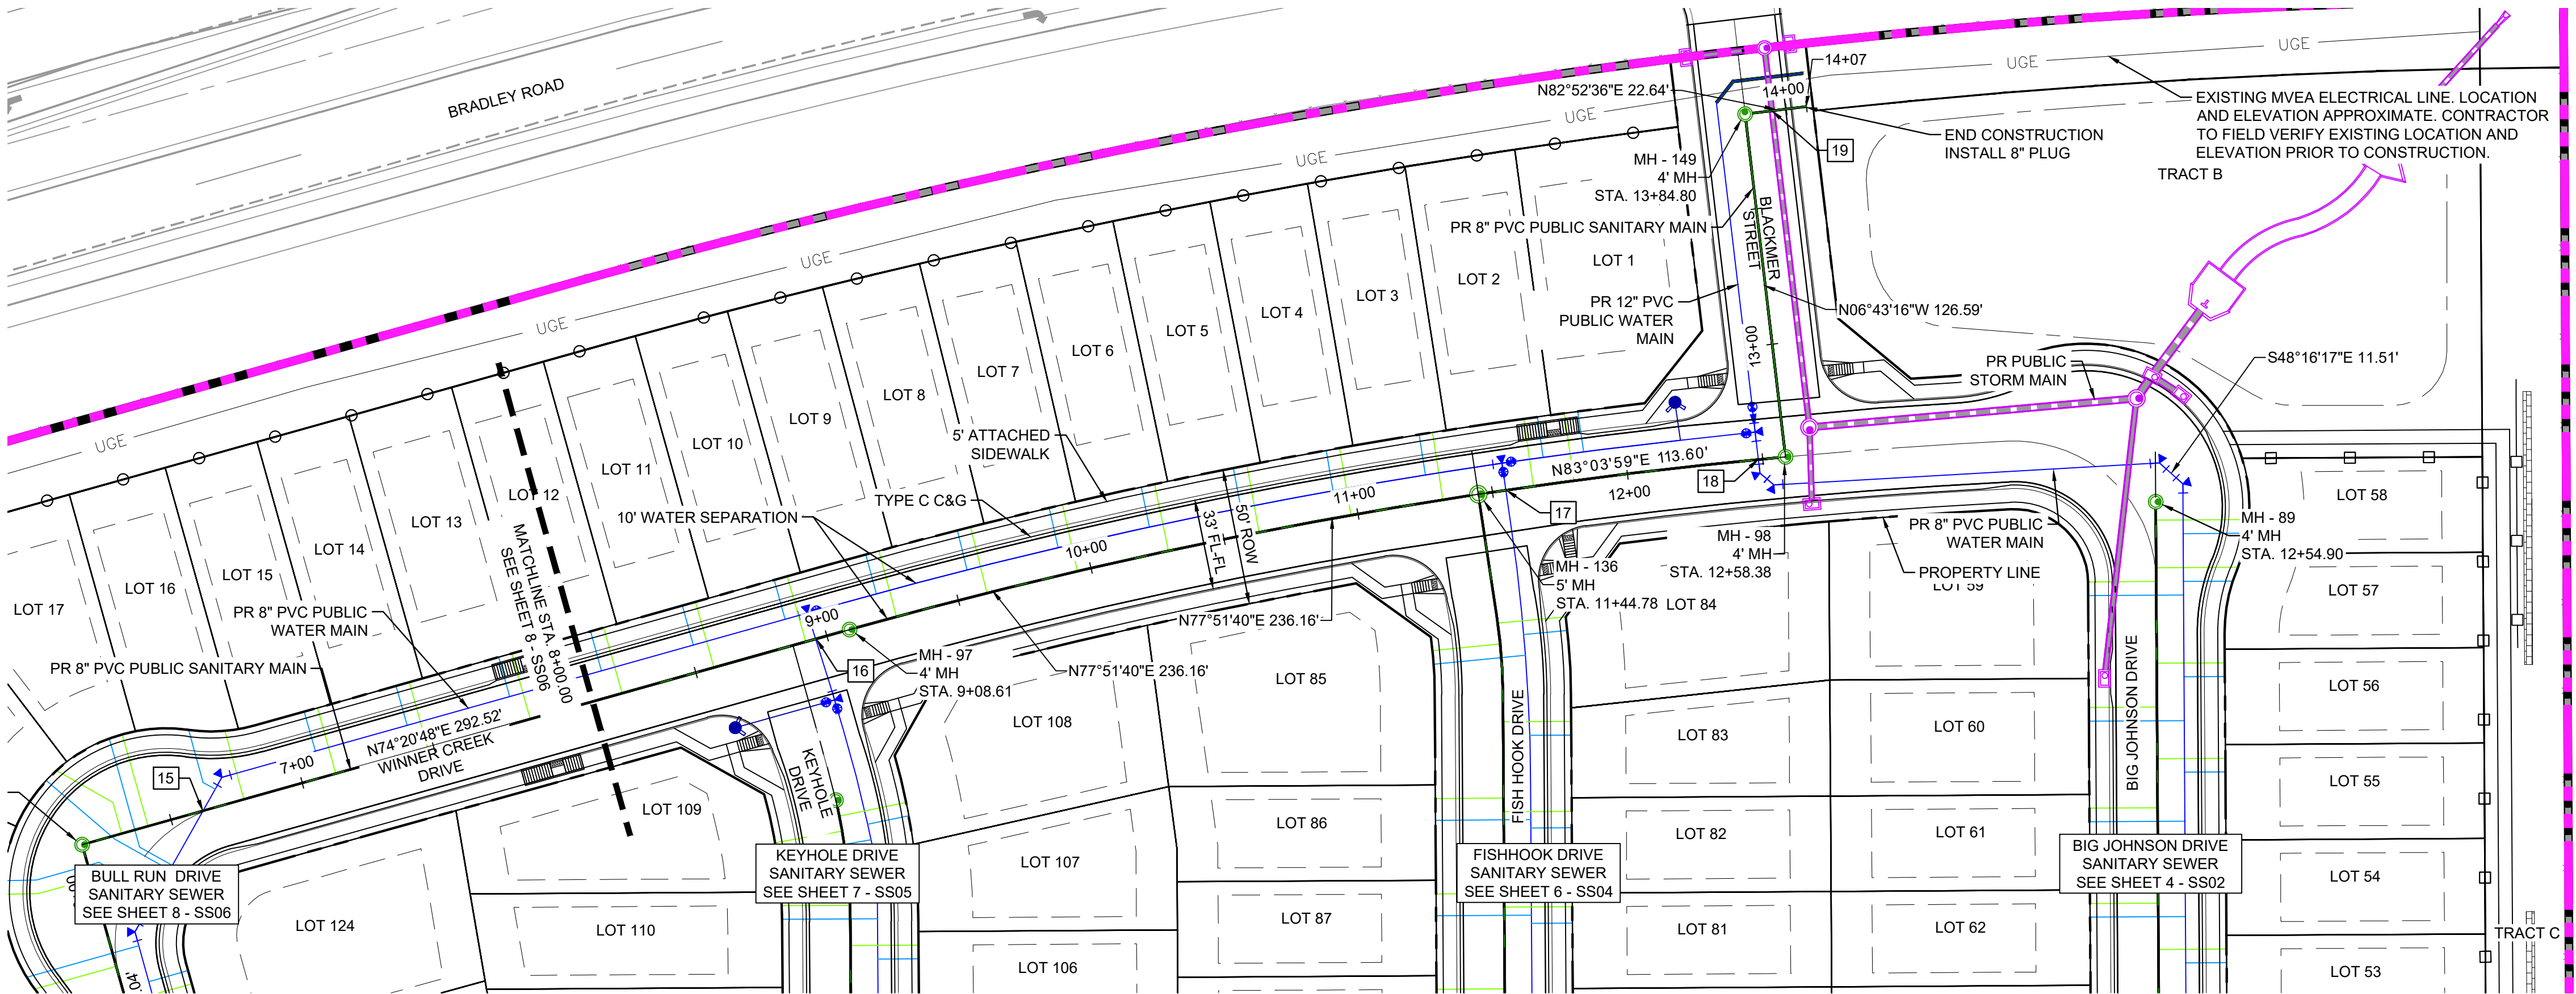 BRADLEY ROAD
UGE
UGE
UGE
UGE
UGE
UGE
UGE
UGE
14+07
N82°52'36"E 22.64'
14+00
EXISTING MVEA ELECTRICAL LINE. LOCATION
AND ELEVATION APPROXIMATE. CONTRACTOR
TO FIELD VERIFY EXISTING LOCATION AND
ELEVATION PRIOR TO CONSTRUCTION.
END CONSTRUCTION
INSTALL 8" PLUG
19
TRACT B
MH - 149
4' MH
STA. 13+84.80
PR 8" PVC PUBLIC SANITARY MAIN
BLACKMER
STREET
PR 12" PVC
PUBLIC WATER
MAIN
N06°43'16"W 126.59'
13+00
PR PUBLIC
STORM MAIN
S48°16'17"E 11.51'
LOT 1
LOT 2
LOT 3
LOT 4
LOT 5
LOT 6
LOT 7
LOT 8
LOT 9
LOT 10
LOT 11
LOT 12
LOT 13
LOT 14
LOT 15
LOT 16
LOT 17
MATCHLINE STA. 8+00.00
SEE SHEET 8 - SS06
5' ATTACHED
SIDEWALK
TYPE C C&G
10' WATER SEPARATION
33' FL-FL
50' ROW
N83°03'59"E 113.60'
11+00
12+00
10+00
9+00
7+00
18
17
16
15
MH - 98
4' MH
STA. 12+58.38
MH - 136
5' MH
STA. 11+44.78
LOT 84
PR 8" PVC PUBLIC
WATER MAIN
PROPERTY LINE
LOT 59
MH - 89
4' MH
STA. 12+54.90
LOT 58
LOT 57
LOT 56
LOT 55
LOT 54
LOT 53
TRACT C
N77°51'40"E 236.16'
N77°51'40"E 236.16'
MH - 97
4' MH
STA. 9+08.61
PR 8" PVC PUBLIC
WATER MAIN
PR 8" PVC PUBLIC SANITARY MAIN
N74°20'48"E 292.52'
WINNER CREEK
DRIVE
KEYHOLE
DRIVE
FISH HOOK DRIVE
BIG JOHNSON DRIVE
LOT 85
LOT 108
LOT 109
LOT 83
LOT 60
LOT 86
LOT 82
LOT 61
LOT 107
LOT 87
LOT 81
LOT 62
LOT 124
LOT 110
LOT 106
BULL RUN DRIVE
SANITARY SEWER
SEE SHEET 8 - SS06
KEYHOLE DRIVE
SANITARY SEWER
SEE SHEET 7 - SS05
FISHHOOK DRIVE
SANITARY SEWER
SEE SHEET 6 - SS04
BIG JOHNSON DRIVE
SANITARY SEWER
SEE SHEET 4 - SS02